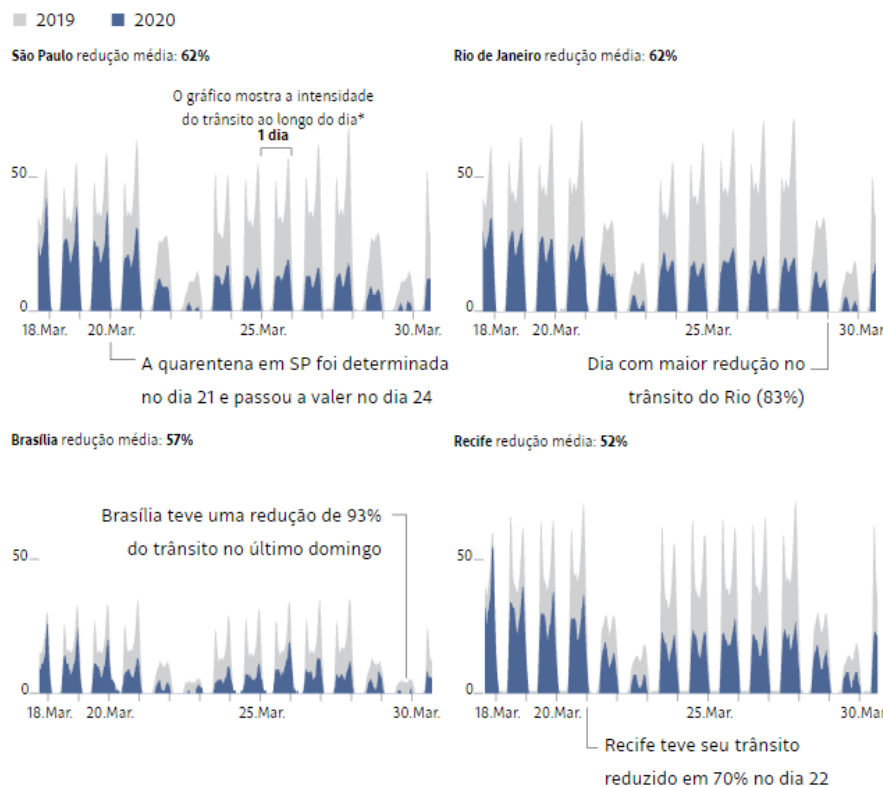 2019 2020
São Paulo redução média: 62%
O gráfico mostra a intensidade
do trânsito ao longo do dia*
1 dia
50
0
18.Mar. 20.Mar. 25.Mar. 30.Mar.
A quarentena em SP foi determinada
no dia 21 e passou a valer no dia 24
Rio de Janeiro redução média: 62%
50
0
18.Mar. 20.Mar. 25.Mar. 30.Mar.
Dia com maior redução no
trânsito do Rio (83%)
Brasília redução média: 57%
Brasília teve uma redução de 93%
do trânsito no último domingo
50
0
18.Mar. 20.Mar. 25.Mar. 30.Mar.
Recife redução média: 52%
50
0
18.Mar. 20.Mar. 25.Mar. 30.Mar.
Recife teve seu trânsito
reduzido em 70% no dia 22